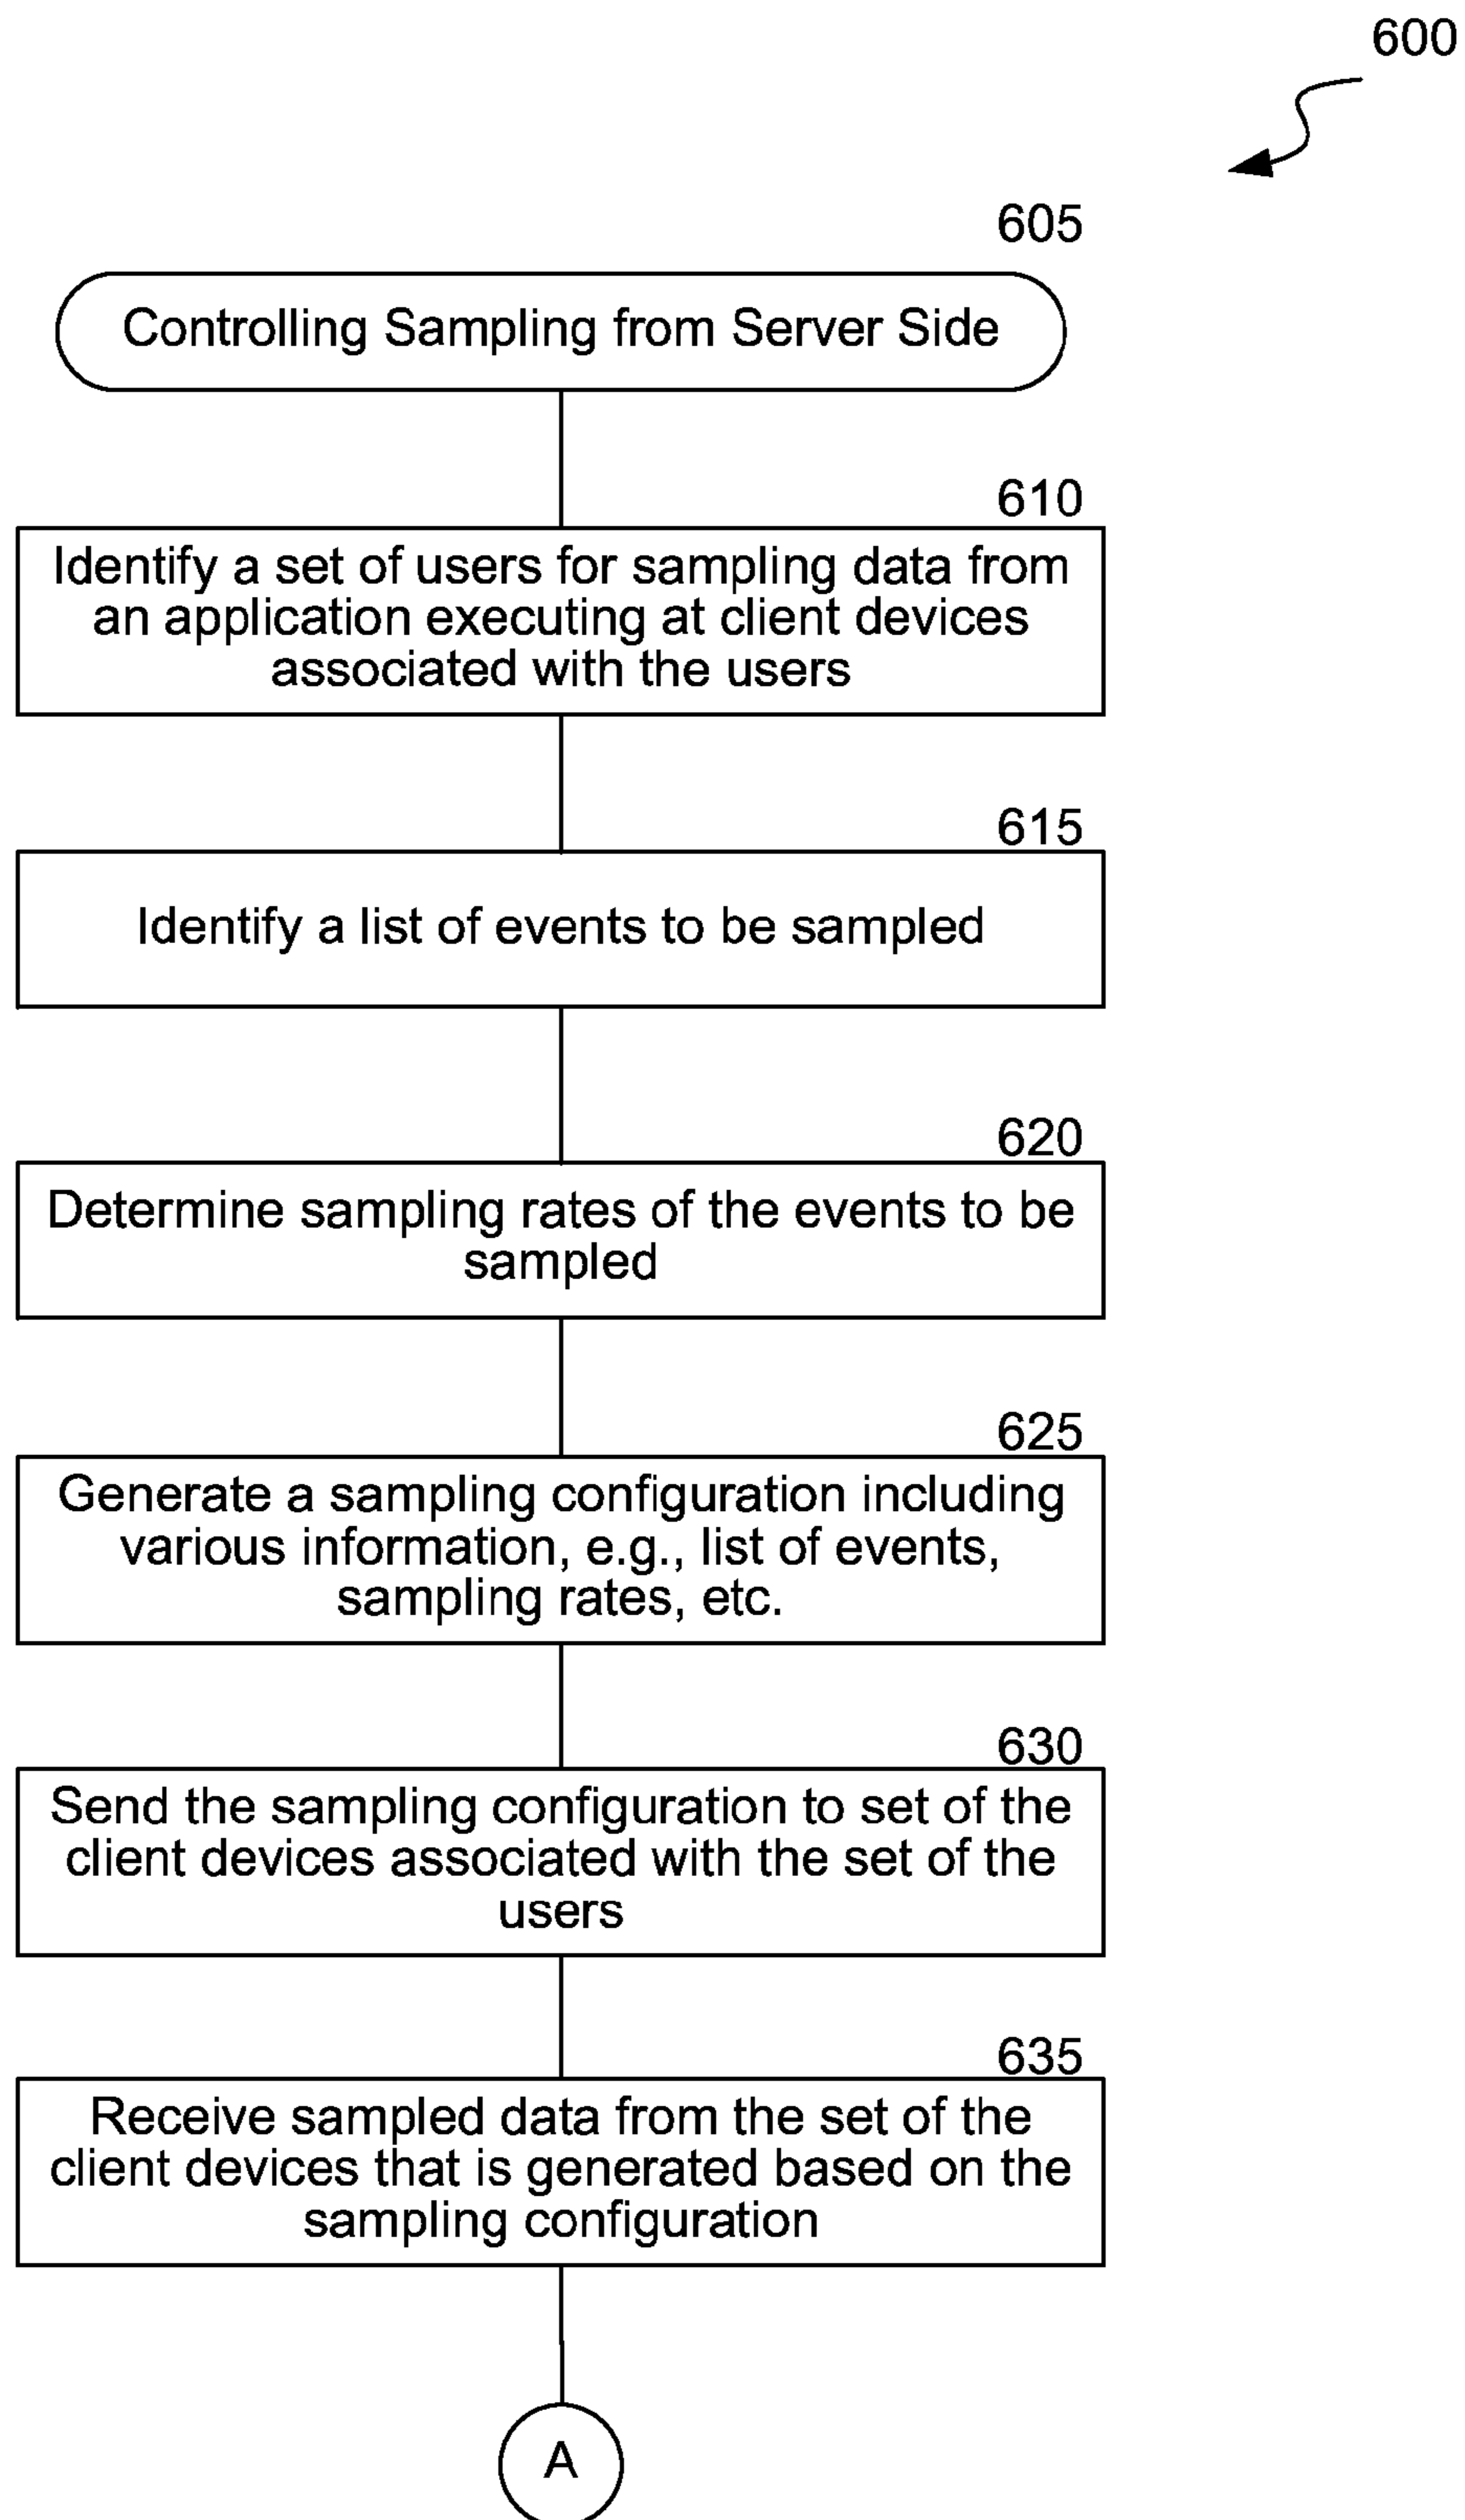 600
605
Controlling Sampling from Server Side
610
Identify a set of users for sampling data from
an application executing at client devices
associated with the users
615
Identify a list of events to be sampled
620
Determine sampling rates of the events to be
sampled
625
Generate a sampling configuration including
various information, e.g., list of events,
sampling rates, etc.
630
Send the sampling configuration to set of the
client devices associated with the set of the
users
635
Receive sampled data from the set of the
client devices that is generated based on the
sampling configuration
A